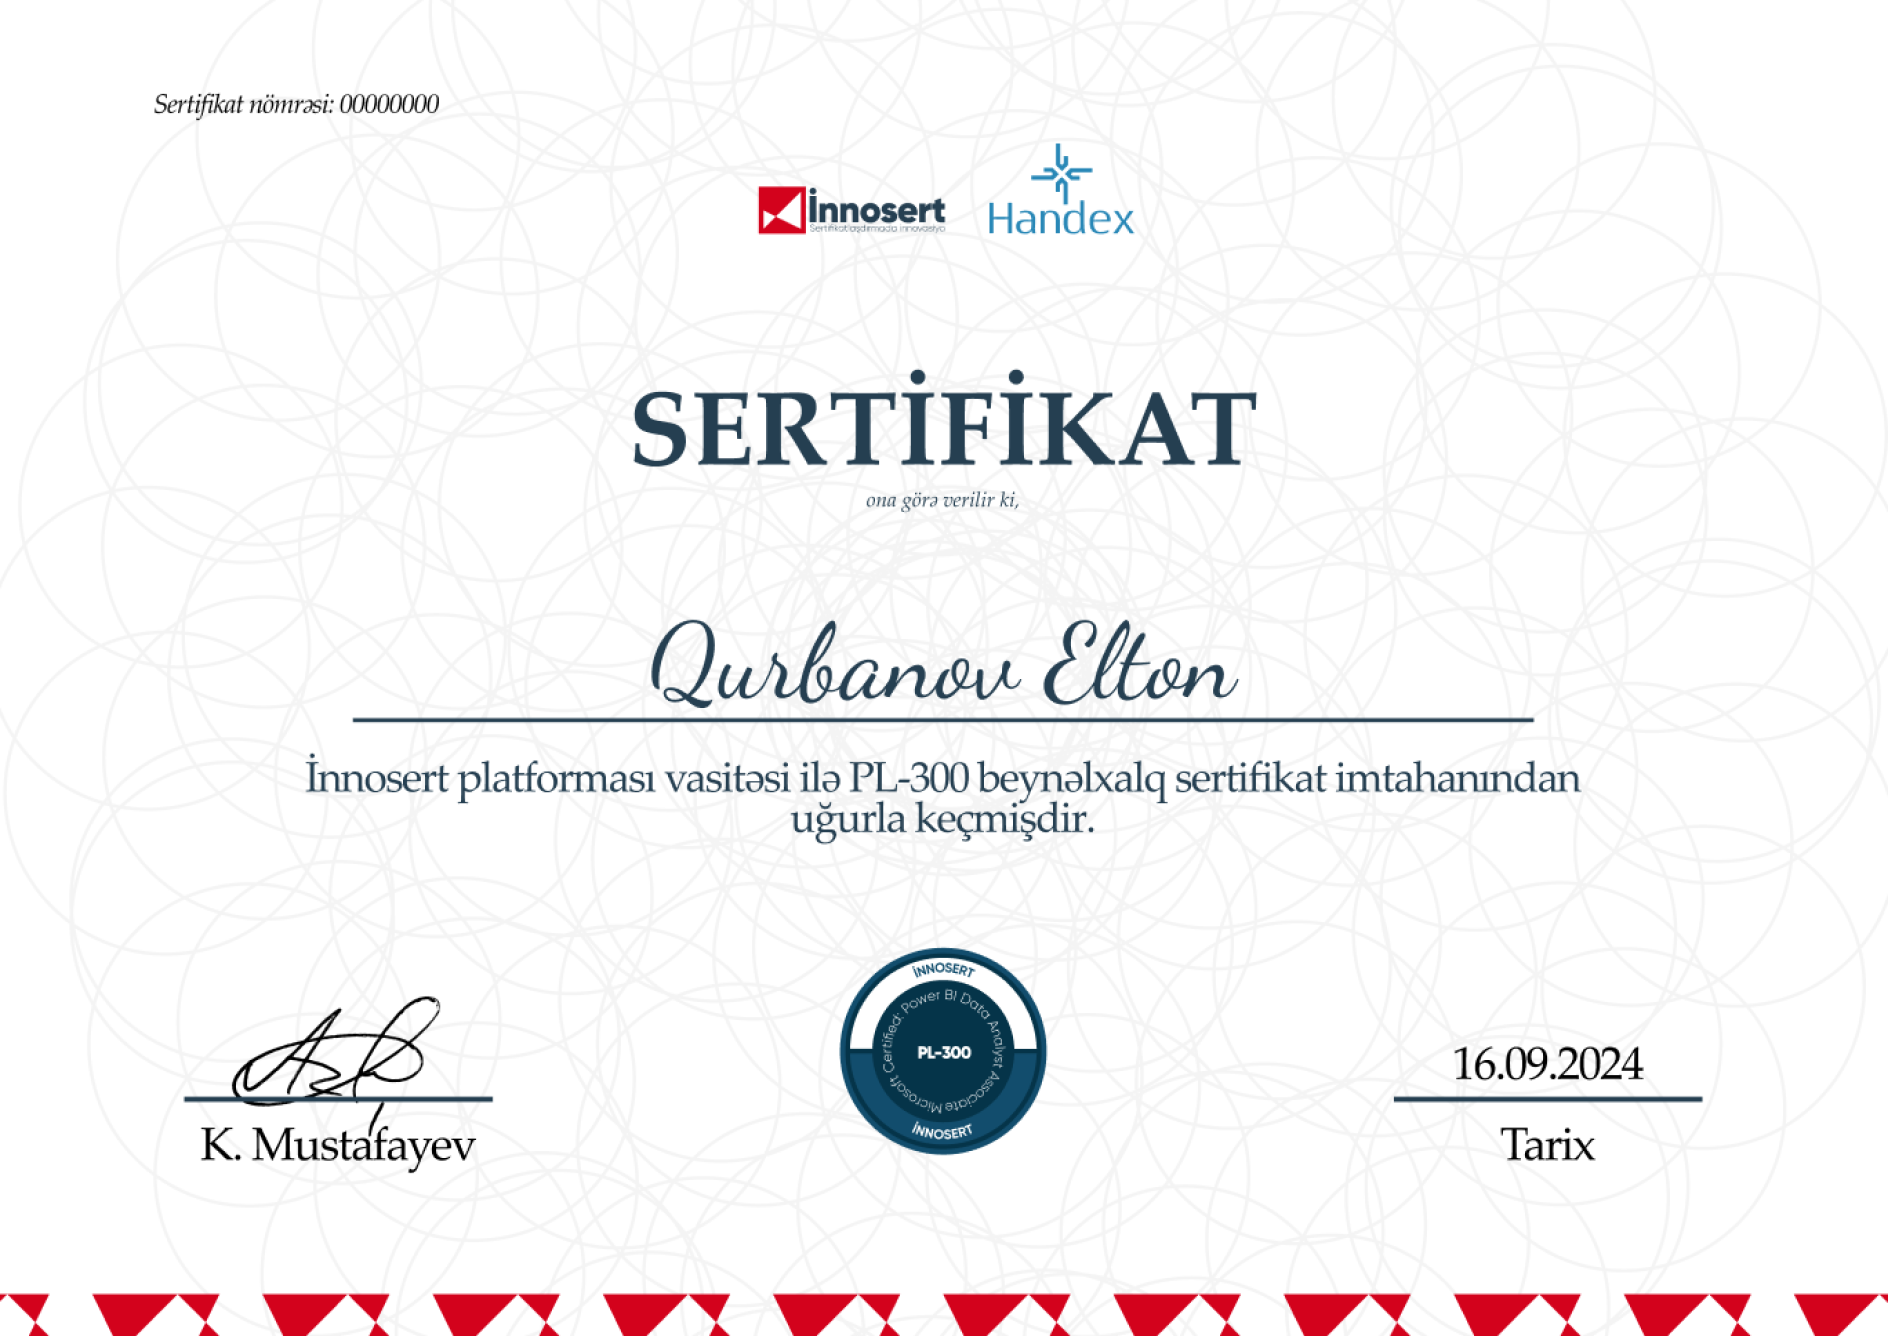 Sertifikat nömrəsi: 00000000
İnnosert
Sertifikatlaşdırmada innovasiya
Handex
SERTİFİKAT
ona görə verilir ki,
Qurbanov Elton
İnnosert platforması vasitəsi ilə PL-300 beynəlxalq sertifikat imtahanından
uğurla keçmişdir.
İNNOSERT
Microsoft Certified: Power BI Data Analyst Associate
PL-300
İNNOSERT
K. Mustafayev
16.09.2024
Tarix